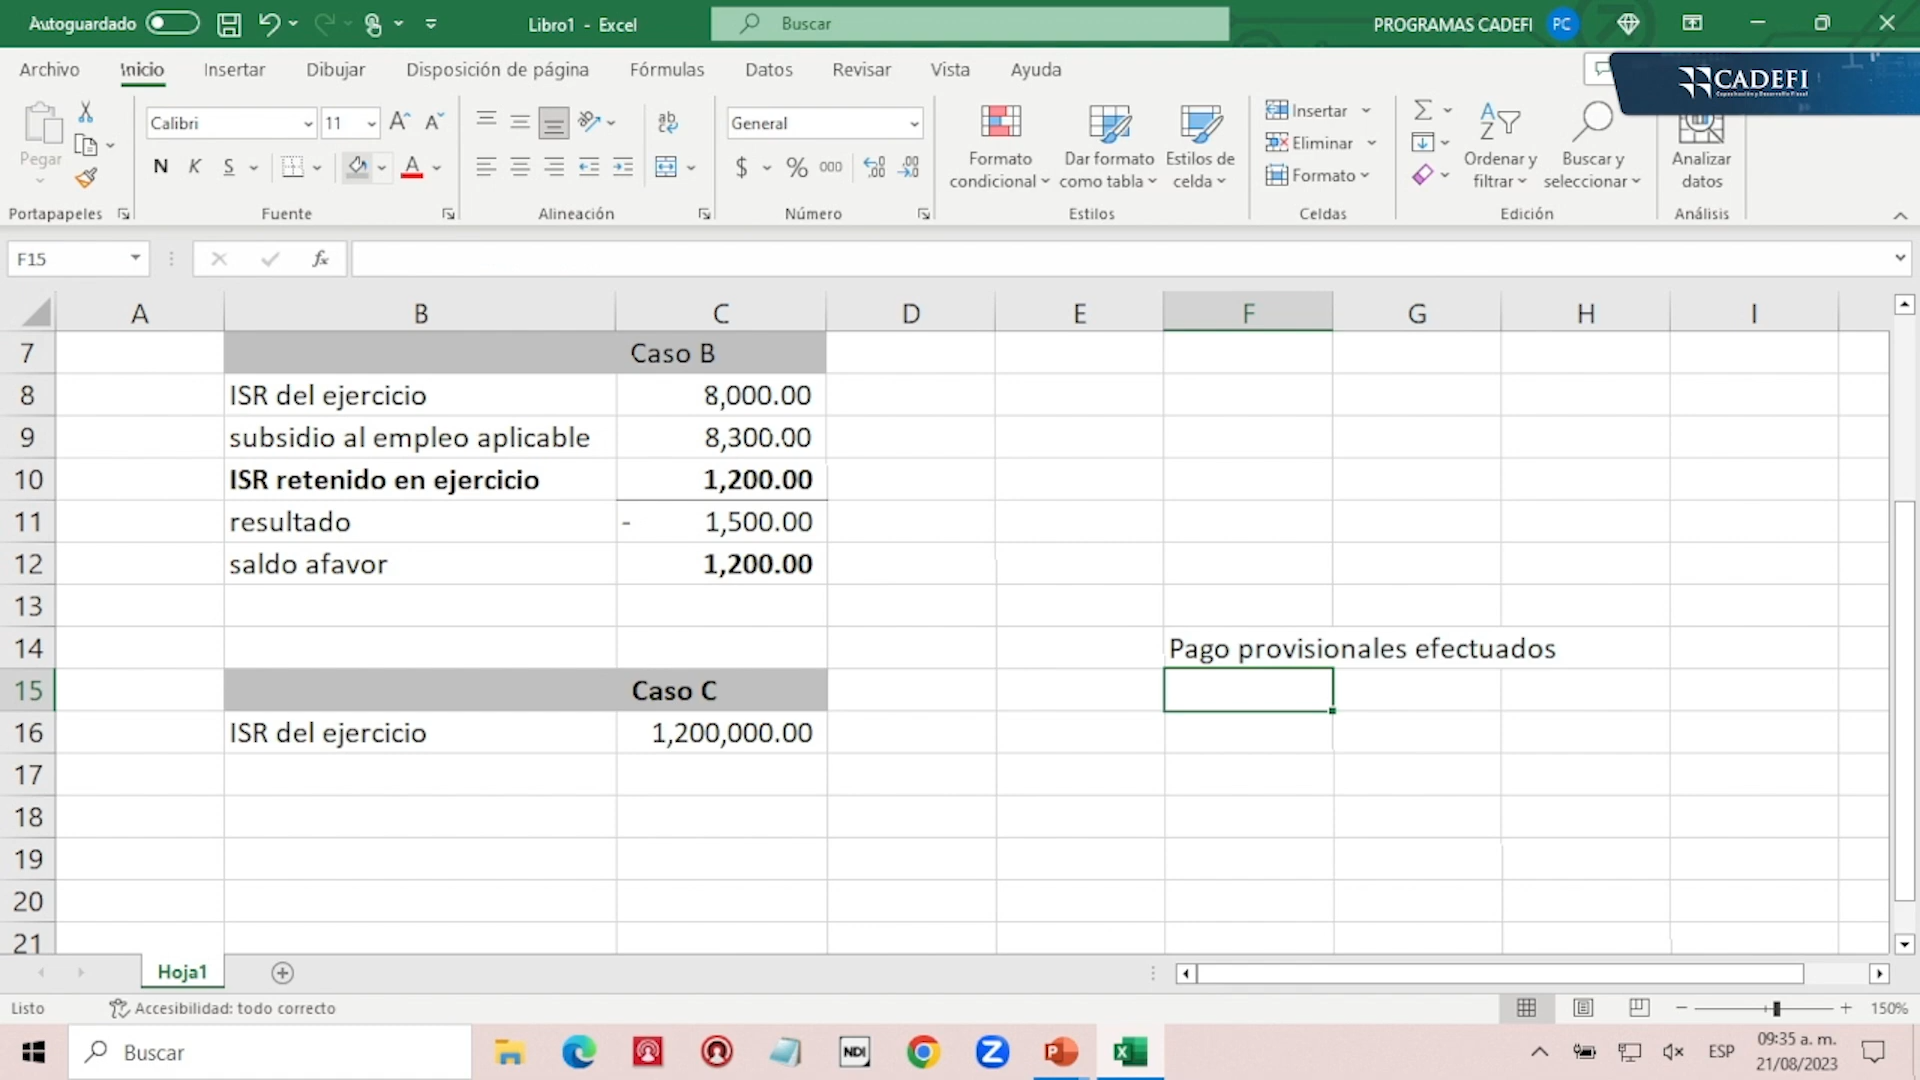 Autoguardado Libro1 - Excel Buscar PROGRAMAS CADEFI PC
Archivo Inicio Insertar Dibujar Disposición de página Fórmulas Datos Revisar Vista Ayuda
CADEFI
Pegar
Calibri 11
N K S A
General
$ % 000
Formato condicional
Dar formato como tabla
Estilos de celda
Insertar
Eliminar
Formato
Ordenar y filtrar
Buscar y seleccionar
Analizar datos
Portapapeles Fuente Alineación Número Estilos Celdas Edición Análisis
F15 fx
A B C D E F G H I
7 Caso B
8 ISR del ejercicio 8,000.00
9 subsidio al empleo aplicable 8,300.00
10 ISR retenido en ejercicio 1,200.00
11 resultado - 1,500.00
12 saldo afavor 1,200.00
13
14 Pago provisionales efectuados
15 Caso C
16 ISR del ejercicio 1,200,000.00
17
18
19
20
21
Hoja1
Listo Accesibilidad: todo correcto 150%
Buscar NDI ESP 09:35 a. m.
21/08/2023